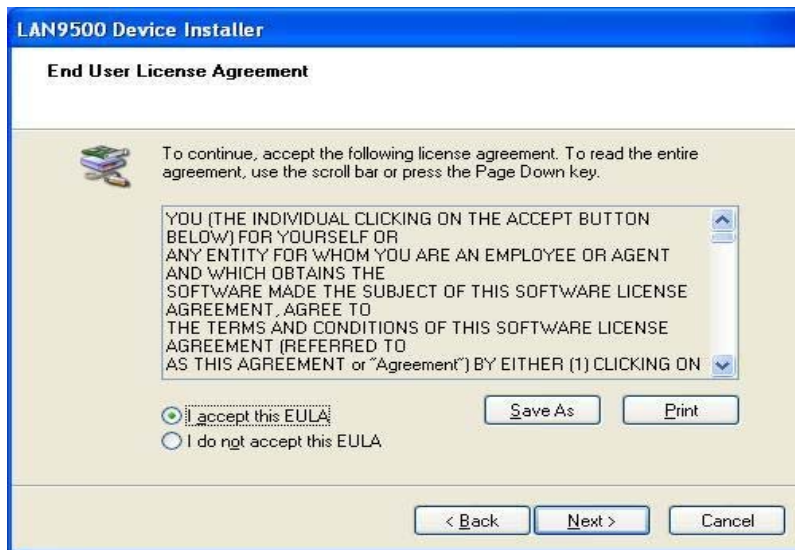 LAN9500 Device Installer
End User License Agreement
To continue, accept the following license agreement. To read the entire
agreement, use the scroll bar or press the Page Down key.
YOU (THE INDIVIDUAL CLICKING ON THE ACCEPT BUTTON
BELOW) FOR YOURSELF OR
ANY ENTITY FOR WHOM YOU ARE AN EMPLOYEE OR AGENT
AND WHICH OBTAINS THE
SOFTWARE MADE THE SUBJECT OF THIS SOFTWARE LICENSE
AGREEMENT, AGREE TO
THE TERMS AND CONDITIONS OF THIS SOFTWARE LICENSE
AGREEMENT (REFERRED TO
AS THIS AGREEMENT or "Agreement") BY EITHER (1) CLICKING ON
I accept this EULA
Save As
Print
I do not accept this EULA
< Back
Next >
Cancel